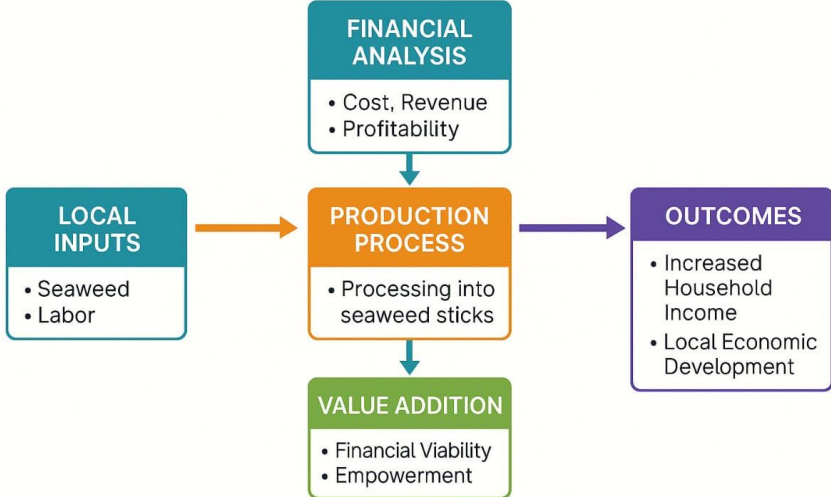 FINANCIAL
ANALYSIS
• Cost, Revenue
• Profitability
LOCAL
INPUTS
• Seaweed
• Labor
PRODUCTION
PROCESS
• Processing into
seaweed sticks
OUTCOMES
• Increased
Household
Income
• Local Economic
Development
VALUE ADDITION
• Financial Viability
• Empowerment